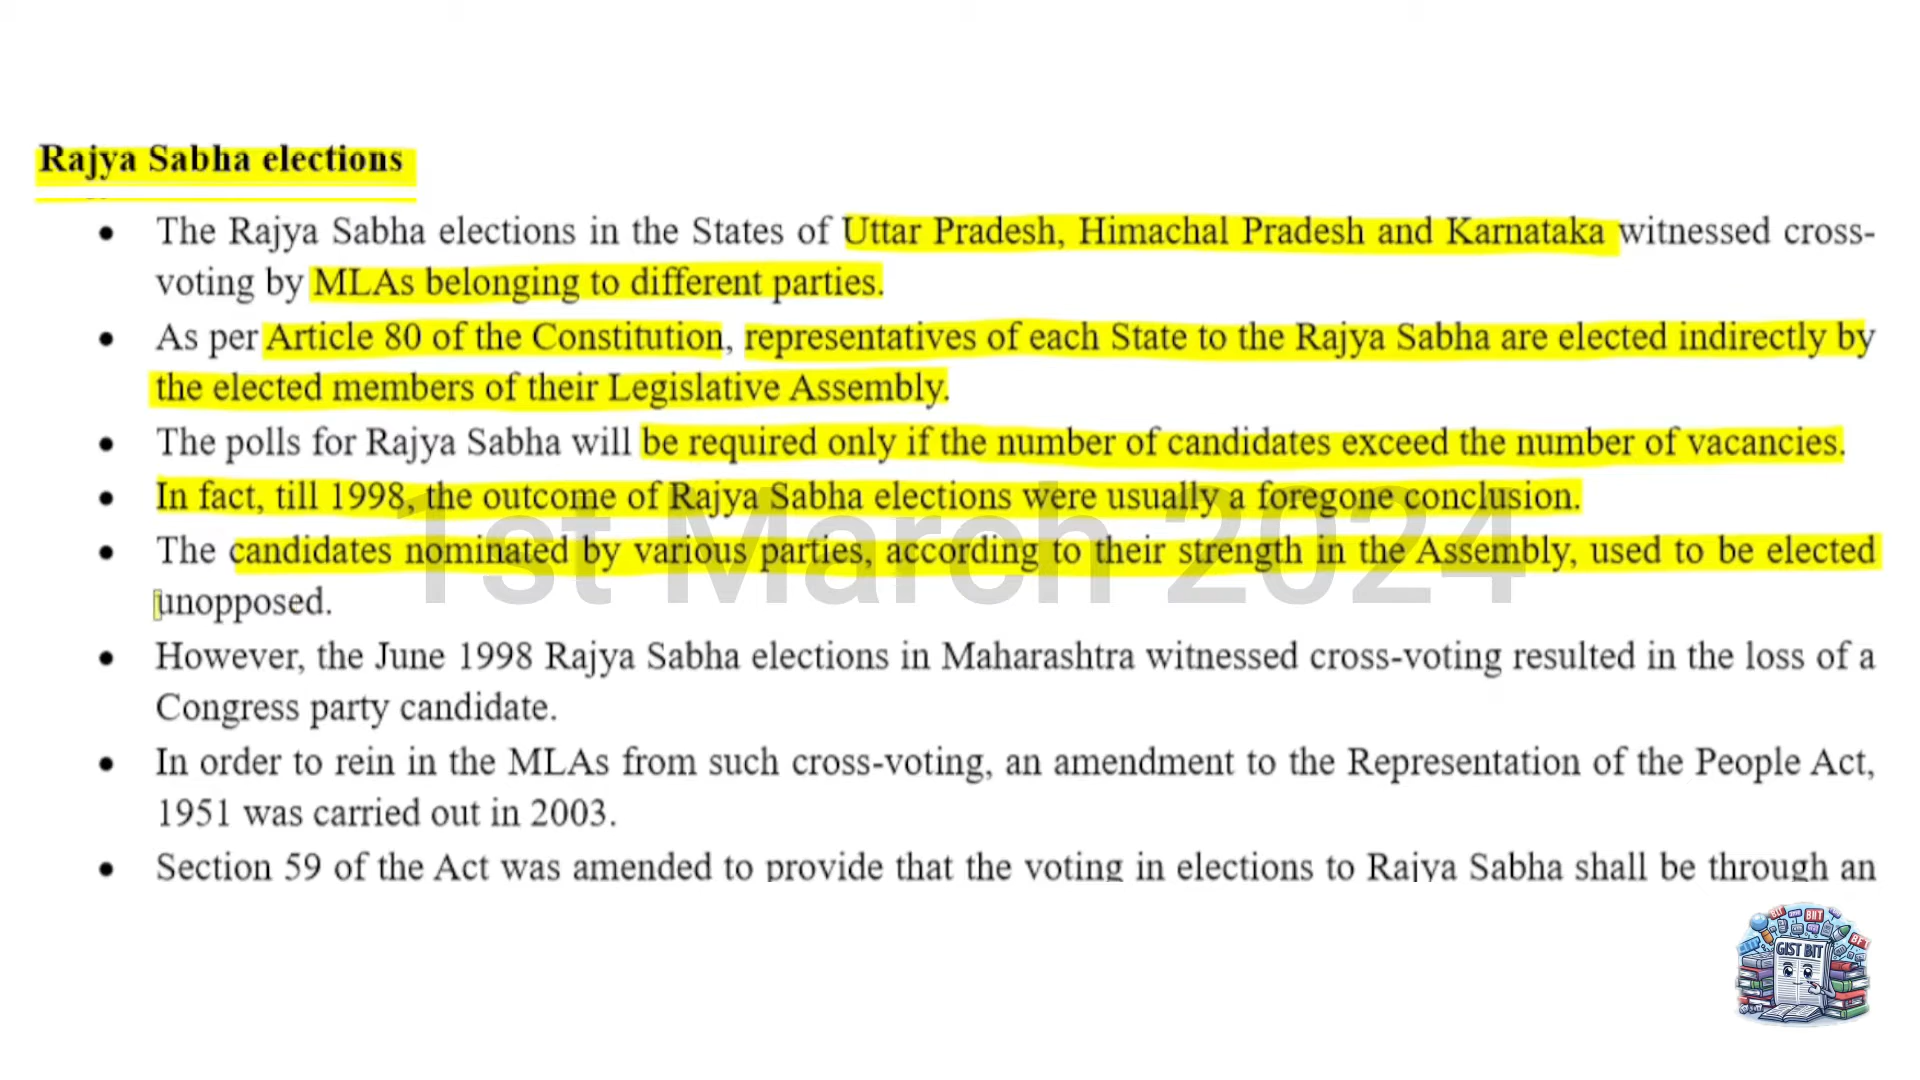 Rajya Sabha elections
• The Rajya Sabha elections in the States of Uttar Pradesh, Himachal Pradesh and Karnataka witnessed cross-
voting by MLAs belonging to different parties.
• As per Article 80 of the Constitution, representatives of each State to the Rajya Sabha are elected indirectly by
the elected members of their Legislative Assembly.
• The polls for Rajya Sabha will be required only if the number of candidates exceed the number of vacancies.
• In fact, till 1998, the outcome of Rajya Sabha elections were usually a foregone conclusion.
1st March 2024
• The candidates nominated by various parties, according to their strength in the Assembly, used to be elected
unopposed.
• However, the June 1998 Rajya Sabha elections in Maharashtra witnessed cross-voting resulted in the loss of a
Congress party candidate.
• In order to rein in the MLAs from such cross-voting, an amendment to the Representation of the People Act,
1951 was carried out in 2003.
• Section 59 of the Act was amended to provide that the voting in elections to Rajya Sabha shall be through an
GIST BIT